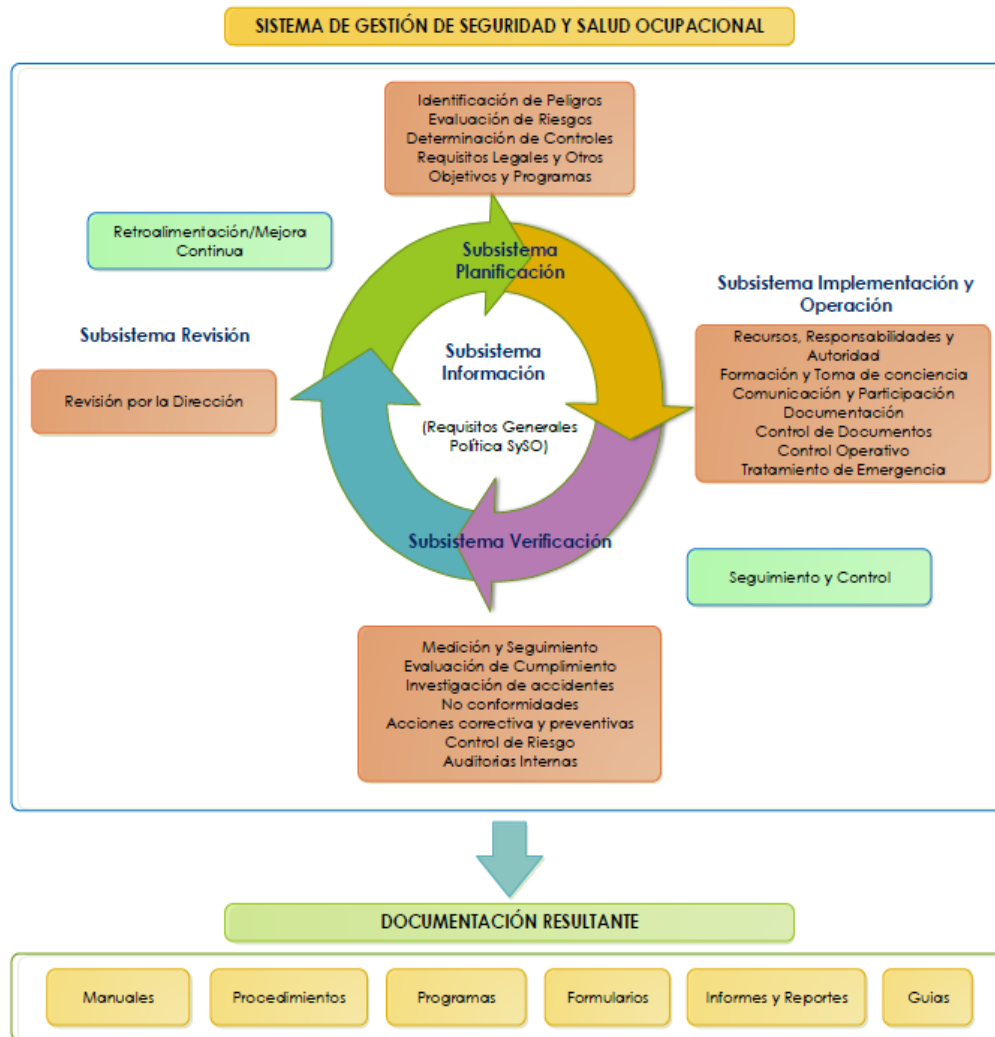 SISTEMA DE GESTIÓN DE SEGURIDAD Y SALUD OCUPACIONAL
Identificación de Peligros
Evaluación de Riesgos
Determinación de Controles
Requisitos Legales y Otros
Objetivos y Programas
Retroalimentación/Mejora
Continua
Subsistema
Planificación
Subsistema Implementación y
Operación
Recursos, Responsabilidades y
Autoridad
Formación y Toma de conciencia
Comunicación y Participación
Documentación
Control de Documentos
Control Operativo
Tratamiento de Emergencia
Subsistema Revisión
Revisión por la Dirección
Subsistema
Información
(Requisitos Generales
Política SySO)
Subsistema Verificación
Seguimiento y Control
Medición y Seguimiento
Evaluación de Cumplimiento
Investigación de accidentes
No conformidades
Acciones correctiva y preventivas
Control de Riesgo
Auditorias Internas
DOCUMENTACIÓN RESULTANTE
Manuales
Procedimientos
Programas
Formularios
Informes y Reportes
Guias